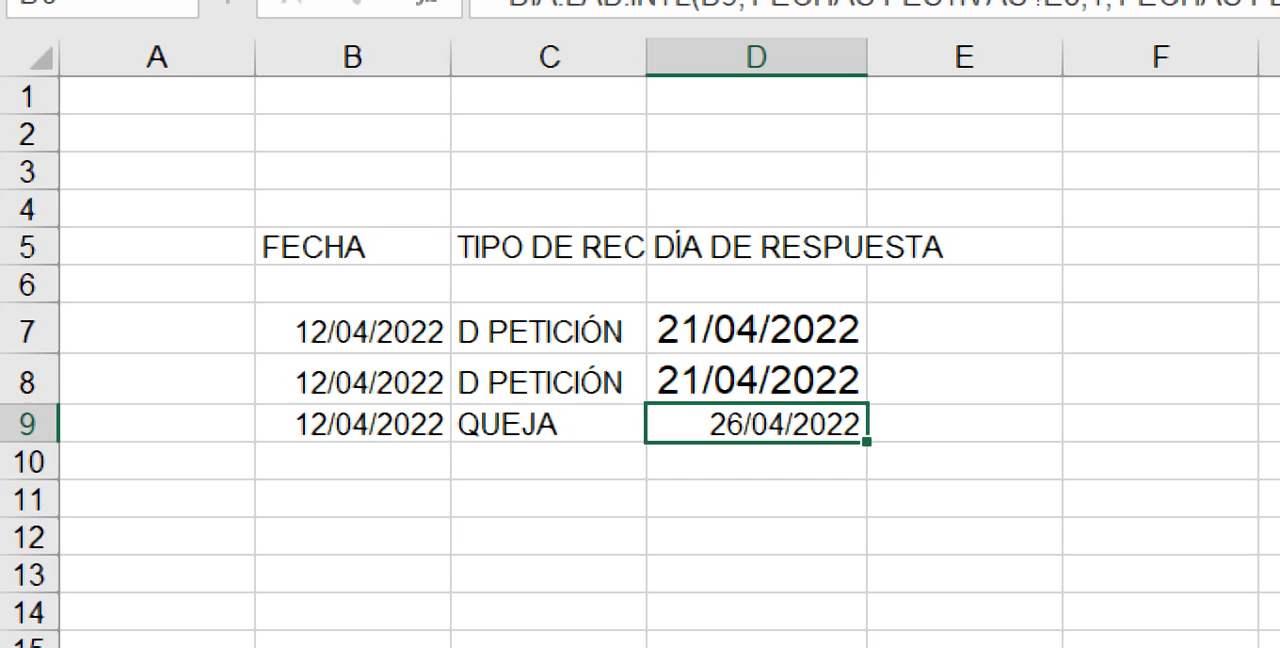 A B C D E F
1
2
3
4
5 FECHA TIPO DE REC DÍA DE RESPUESTA
6
7 12/04/2022 D PETICIÓN 21/04/2022
8 12/04/2022 D PETICIÓN 21/04/2022
9 12/04/2022 QUEJA 26/04/2022
10
11
12
13
14
15